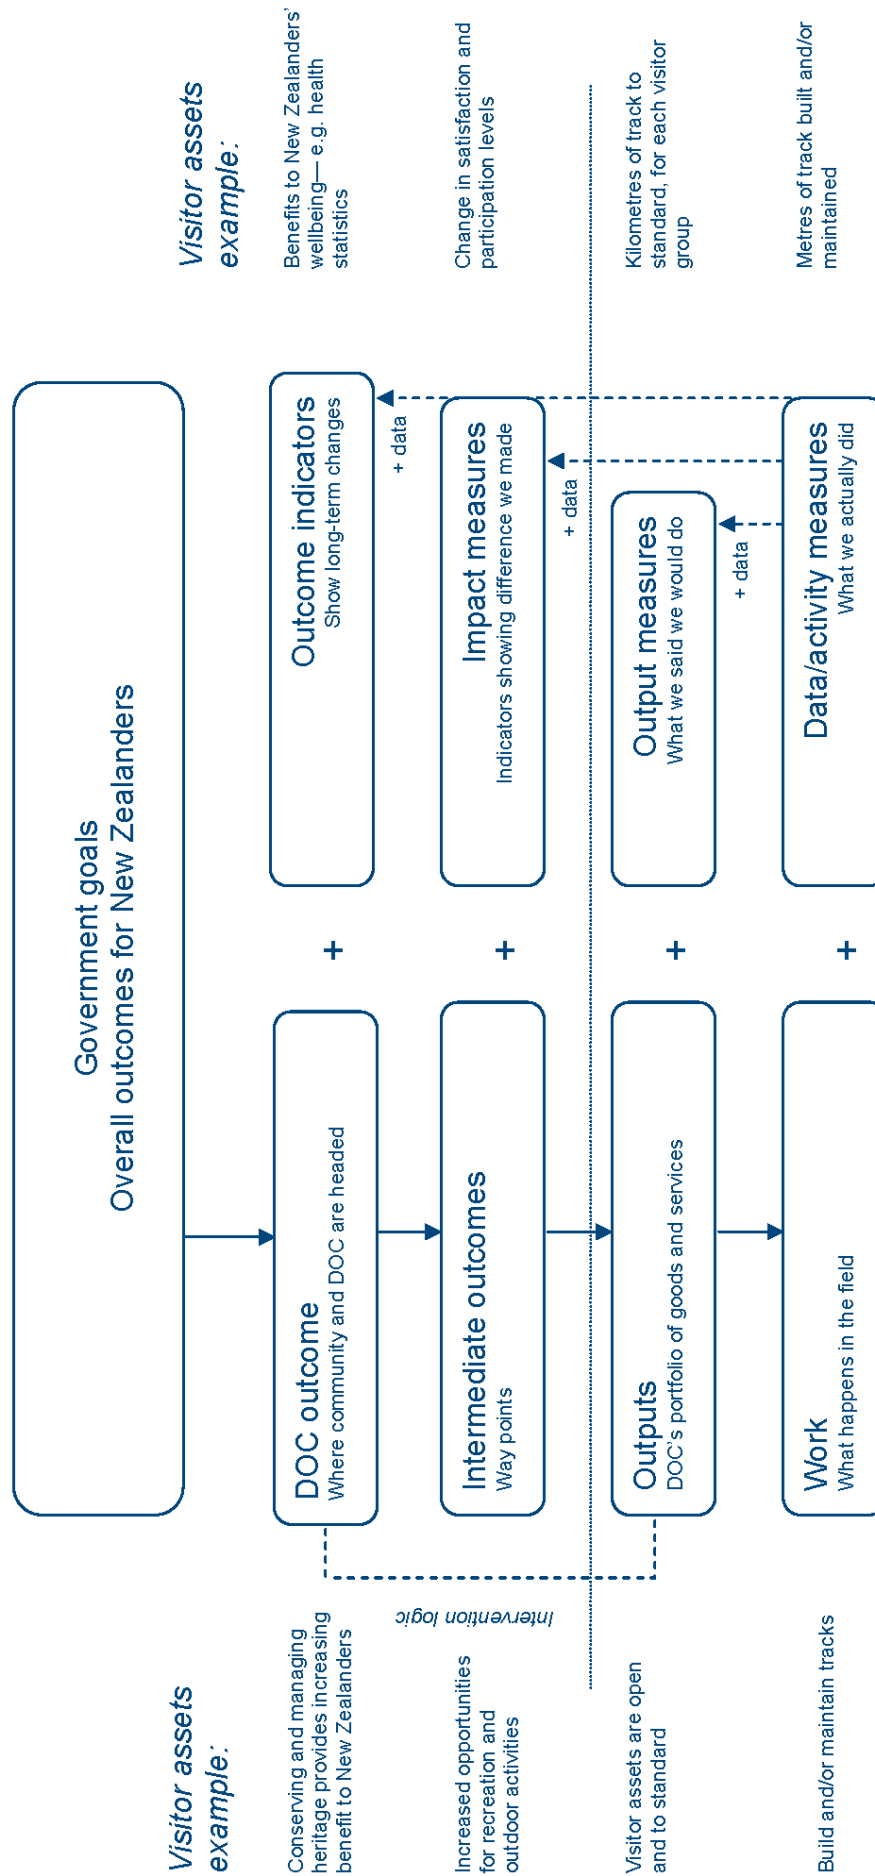 Government goals
Overall outcomes for New Zealanders
Visitor assets
example:
Visitor assets
example:
Conserving and managing
heritage provides increasing
benefit to New Zealanders
DOC outcome
Where community and DOC are headed
+
Outcome indicators
Show long-term changes
Benefits to New Zealanders'
wellbeing— e.g. health
statistics
+ data
Intervention logic
Increased opportunities
for recreation and
outdoor activities
Intermediate outcomes
Way points
+
Impact measures
Indicators showing difference we made
Change in satisfaction and
participation levels
+ data
Visitor assets are open
and to standard
Outputs
DOC's portfolio of goods and services
+
Output measures
What we said we would do
Kilometres of track to
standard, for each visitor
group
+ data
Build and/or maintain tracks
Work
What happens in the field
+
Data/activity measures
What we actually did
Metres of track built and/or
maintained